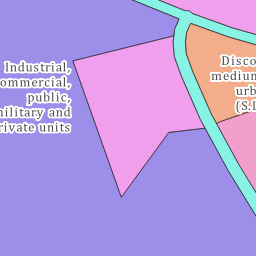 Industrial,
commercial,
public,
military and
private units
Disco
medium
urb
(S.L